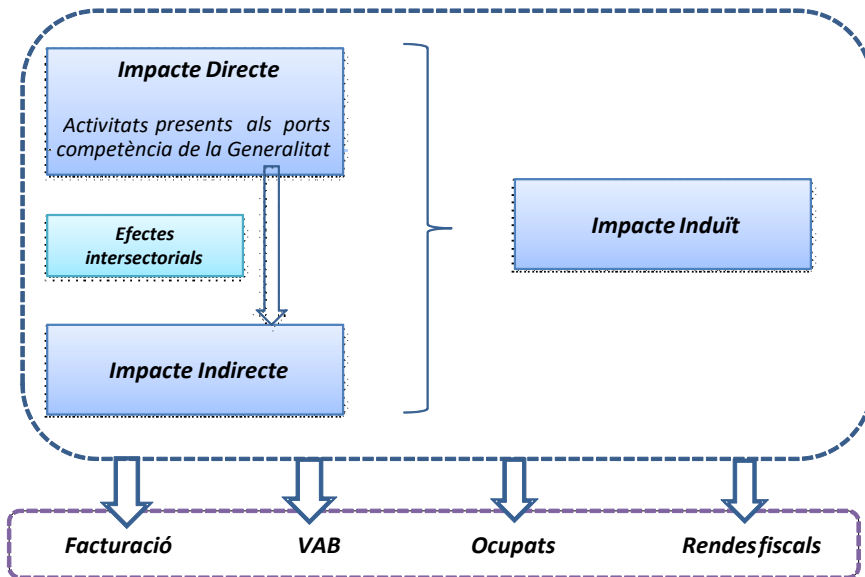 Impacte Directe
Activitats presents als ports
competència de la Generalitat
Efectes
intersectorials
Impacte Induït
Impacte Indirecte
Facturació VAB Ocupats Rendes fiscals